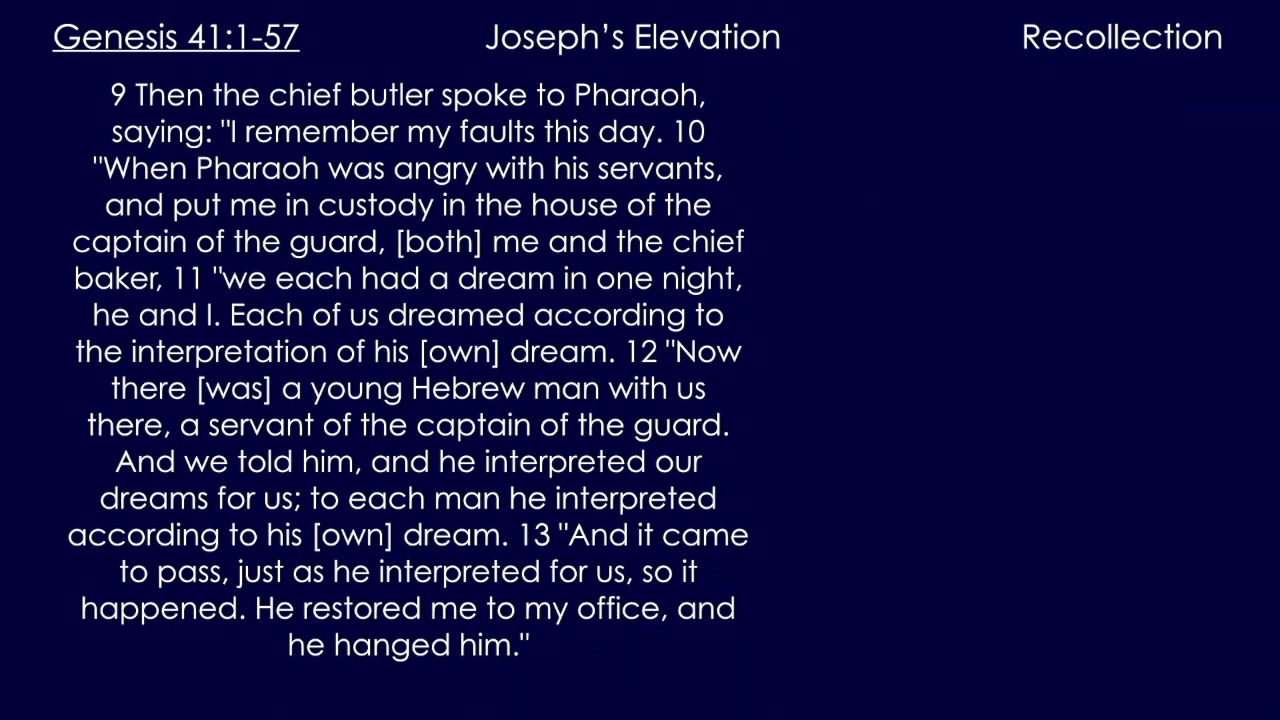 Genesis 41:1-57 Joseph’s Elevation Recollection
9 Then the chief butler spoke to Pharaoh,
saying: "I remember my faults this day. 10
"When Pharaoh was angry with his servants,
and put me in custody in the house of the
captain of the guard, [both] me and the chief
baker, 11 "we each had a dream in one night,
he and I. Each of us dreamed according to
the interpretation of his [own] dream. 12 "Now
there [was] a young Hebrew man with us
there, a servant of the captain of the guard.
And we told him, and he interpreted our
dreams for us; to each man he interpreted
according to his [own] dream. 13 "And it came
to pass, just as he interpreted for us, so it
happened. He restored me to my office, and
he hanged him."